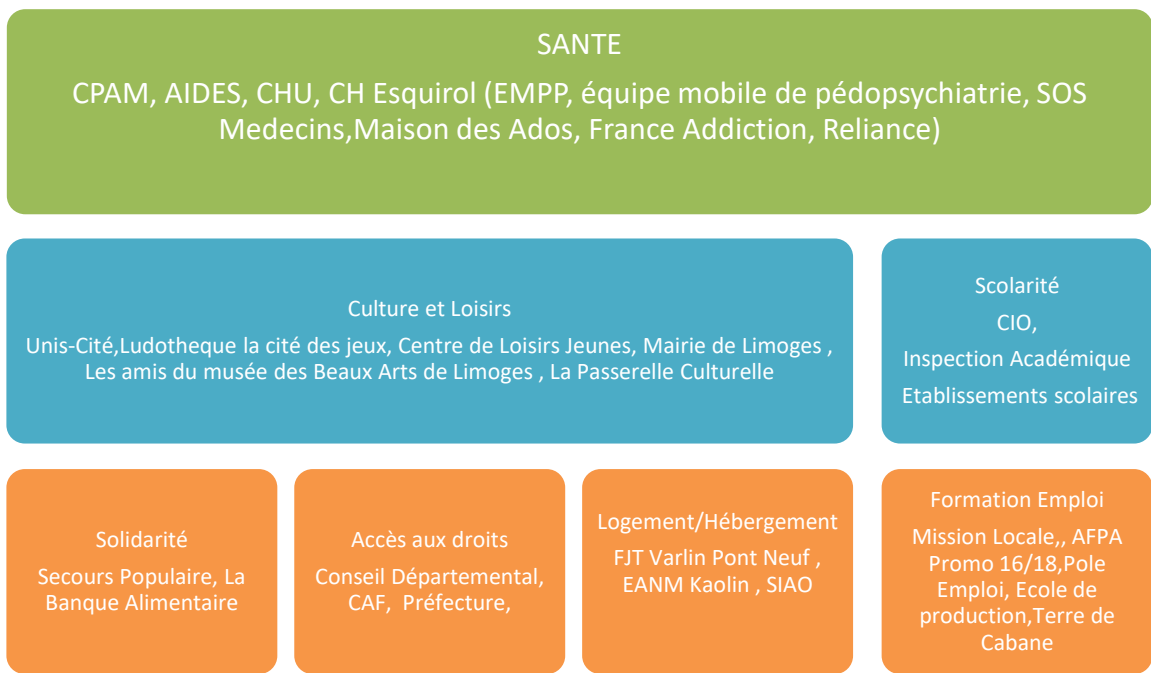 SANTE
CPAM, AIDES, CHU, CH Esquirol (EMPP, équipe mobile de pédopsychiatrie, SOS
Medecins,Maison des Ados, France Addiction, Reliance)
Culture et Loisirs
Unis-Cité,Ludotheque la cité des jeux, Centre de Loisirs Jeunes, Mairie de Limoges ,
Les amis du musée des Beaux Arts de Limoges , La Passerelle Culturelle
Scolarité
CIO,
Inspection Académique
Etablissements scolaires
Solidarité
Secours Populaire, La
Banque Alimentaire
Accès aux droits
Conseil Départemental,
CAF, Préfecture,
Logement/Hébergement
FJT Varlin Pont Neuf ,
EANM Kaolin , SIAO
Formation Emploi
Mission Locale,, AFPA
Promo 16/18,Pole
Emploi, Ecole de
production,Terre de
Cabane